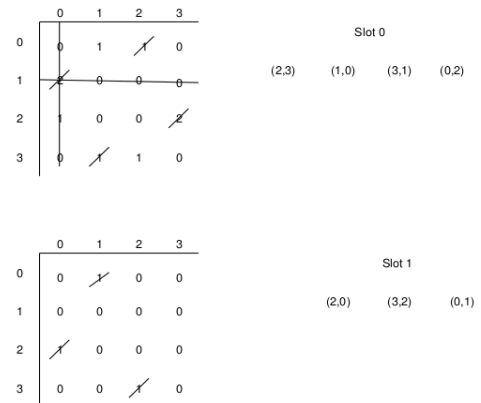 0 1 2 3
Slot 0
0 0 1 1 0
(2,3) (1,0) (3,1) (0,2)
1 2 0 0 0
2 1 0 0 2
3 0 1 1 0
0 1 2 3
Slot 1
0 0 1 0 0
(2,0) (3,2) (0,1)
1 0 0 0 0
2 1 0 0 0
3 0 0 1 0